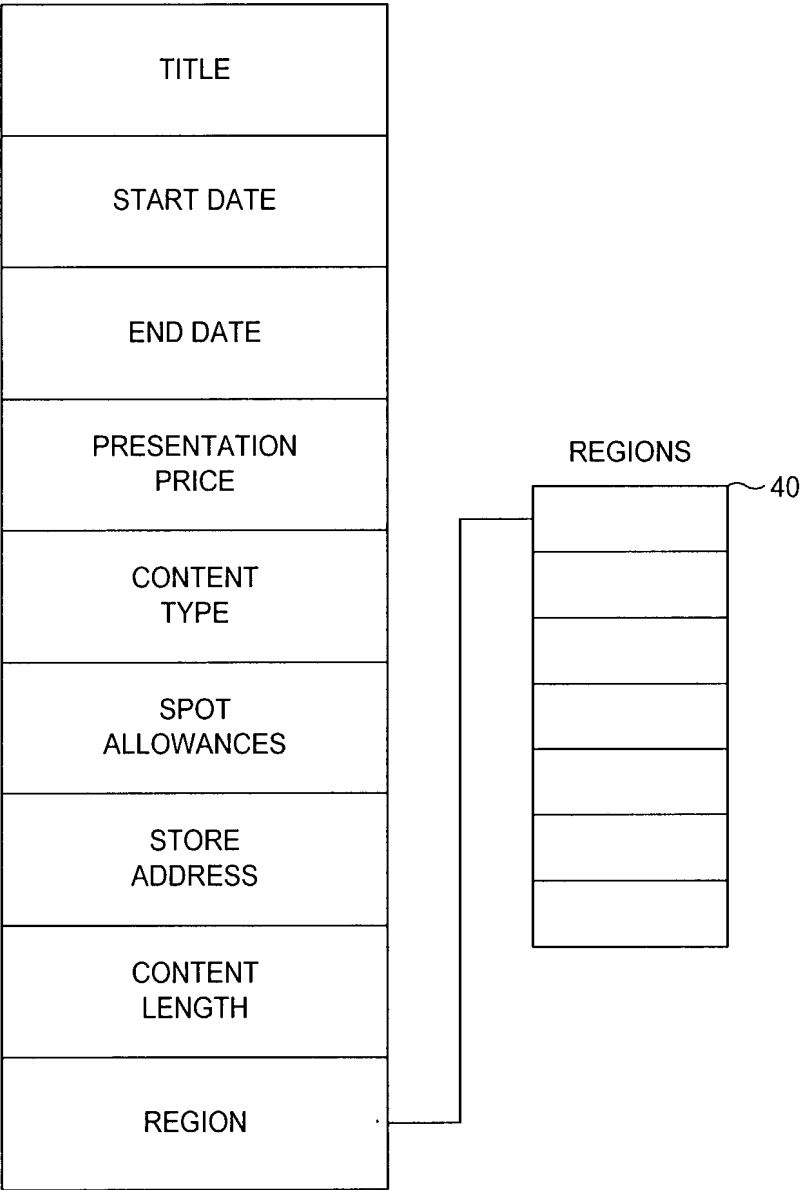 TITLE
START DATE
END DATE
PRESENTATION
PRICE
CONTENT
TYPE
SPOT
ALLOWANCES
STORE
ADDRESS
CONTENT
LENGTH
REGION
REGIONS
40